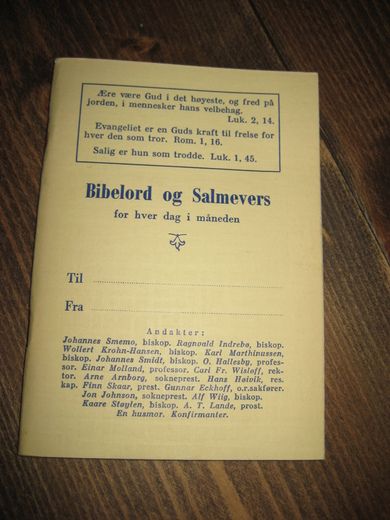 Ære være Gud i det høyeste, og fred på
jorden, i mennesker hans velbehag.
Luk. 2, 14.
Evangeliet er en Guds kraft til frelse for
hver den som tror. Rom. 1, 16.
Salig er hun som trodde. Luk. 1, 45.
Bibelord og Salmevers
for hver dag i måneden
Til
Fra
Andakter:
Johannes Smemo, biskop. Ragnvald Indrebø, biskop.
Wollert Krohn-Hansen, biskop. Karl Marthinussen,
biskop. Johannes Smidt, biskop. O. Hallesby, profes-
sor. Einar Molland, professor. Carl Fr. Wisløff, rek-
tor. Arne Arnborg, sokneprest. Hans Høivik, res.
kap. Finn Skaar, prest. Gunnar Eckhoff, o.r.sakfører.
Jon Johnson, sokneprest. Alf Wiig, biskop.
Kaare Støylen, biskop. A. T. Lande, prost.
En husmor. Konfirmanter.